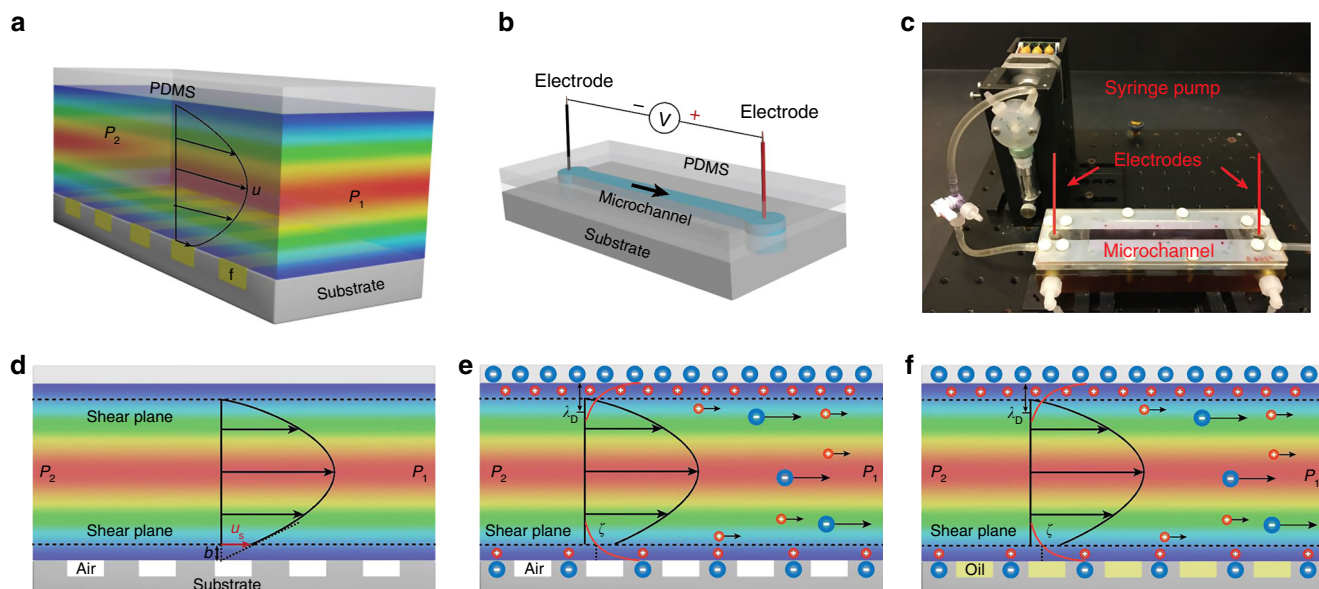 a
PDMS
P2
u
P1
f
Substrate
b
Electrode
− V +
Electrode
PDMS
Microchannel
Substrate
c
Syringe pump
Electrodes
Microchannel
d
Shear plane
P2
P1
Shear plane
us
b
Air
Substrate
e
λD
P2
P1
Shear plane
ζ
Air
f
λD
P2
P1
Shear plane
ζ
Oil